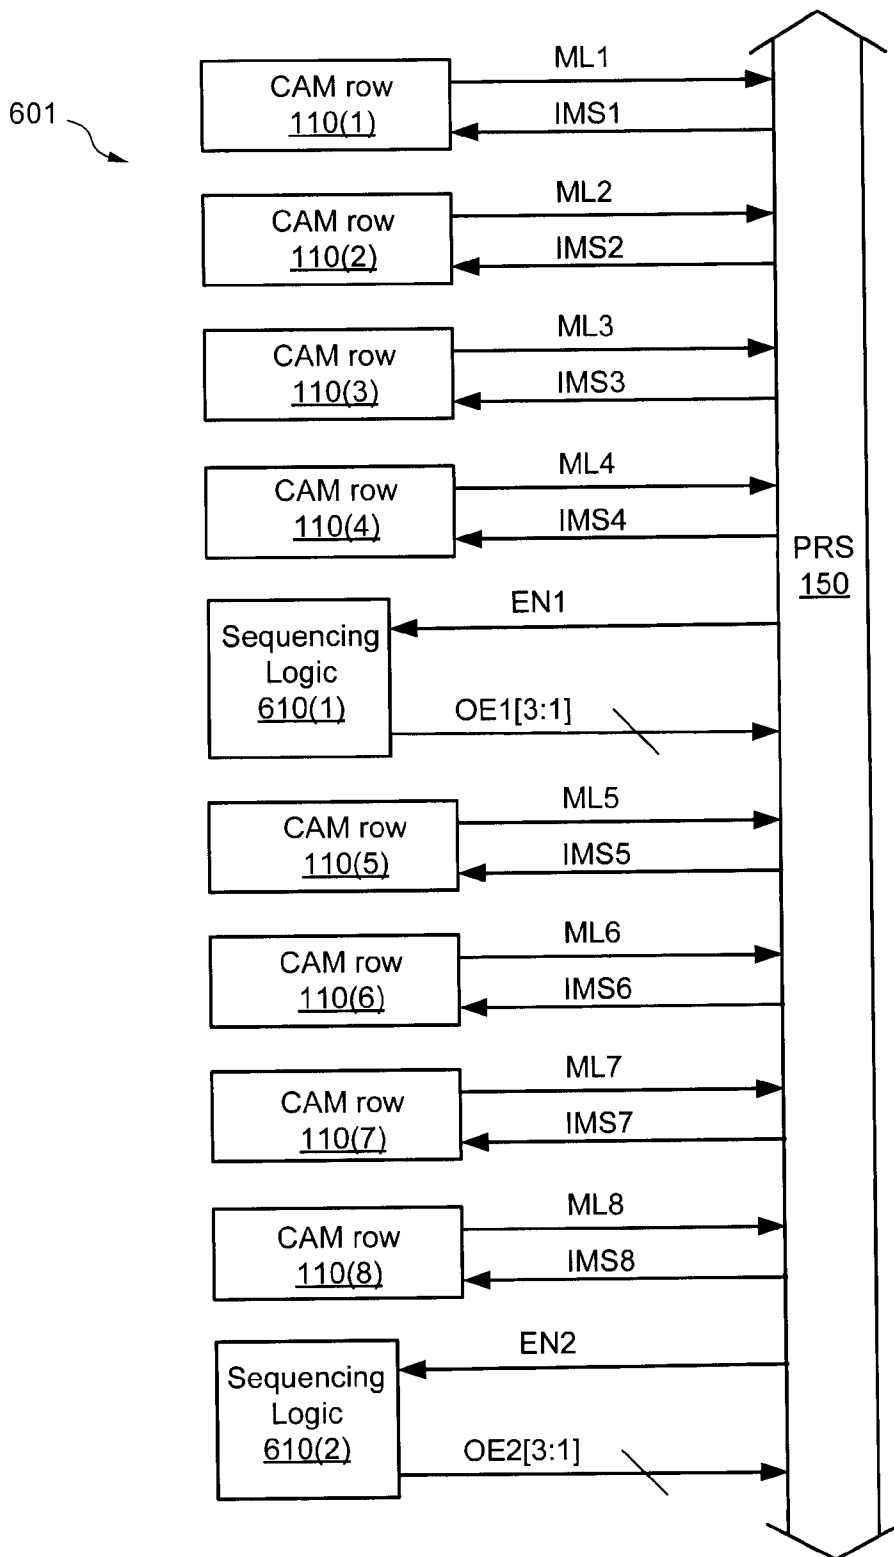 601
CAM row
110(1)
ML1
IMS1
CAM row
110(2)
ML2
IMS2
CAM row
110(3)
ML3
IMS3
CAM row
110(4)
ML4
IMS4
PRS
150
Sequencing
Logic
610(1)
EN1
OE1[3:1]
CAM row
110(5)
ML5
IMS5
CAM row
110(6)
ML6
IMS6
CAM row
110(7)
ML7
IMS7
CAM row
110(8)
ML8
IMS8
Sequencing
Logic
610(2)
EN2
OE2[3:1]